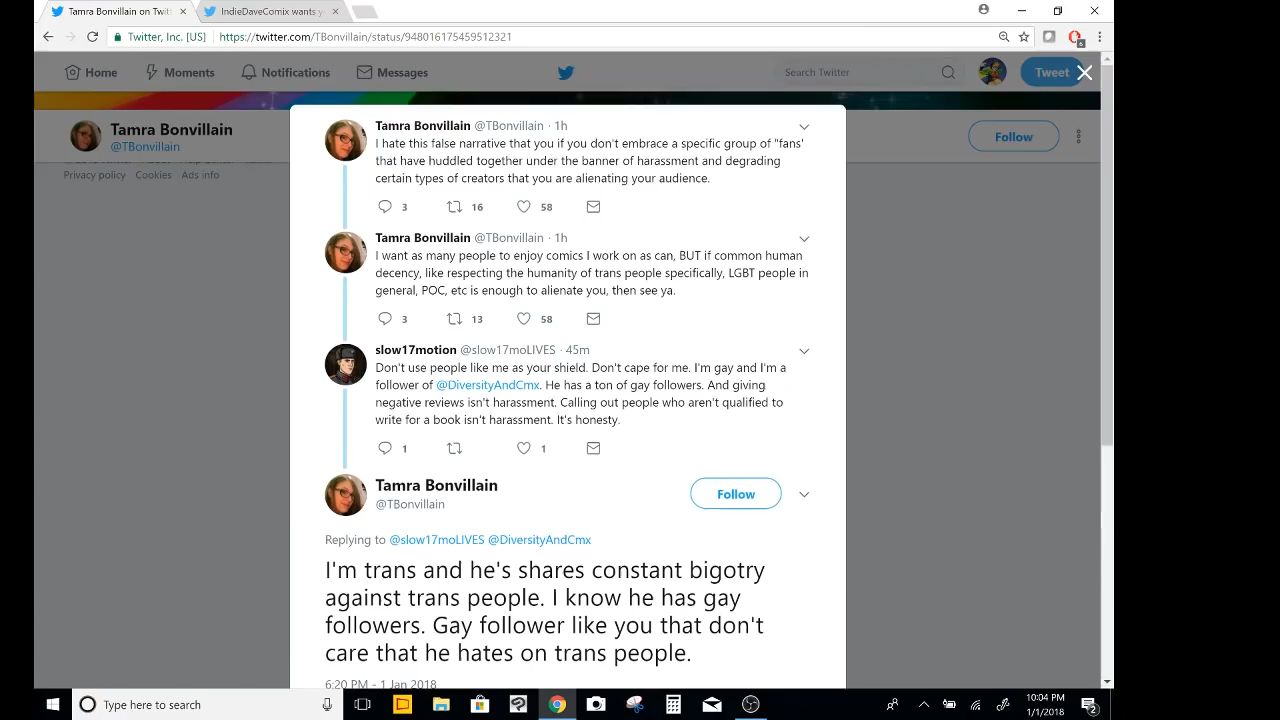 Tamra Bonvillain on Twit
IndieDaveComix wants y
Twitter, Inc. [US]
https://twitter.com/TBonvillain/status/948016175459512321
6
Home
Moments
Notifications
Messages
Search Twitter
Tweet
Tamra Bonvillain
@TBonvillain
Follow
Privacy policy Cookies Ads info
Tamra Bonvillain @TBonvillain · 1h
I hate this false narrative that you if you don't embrace a specific group of "fans'
that have huddled together under the banner of harassment and degrading
certain types of creators that you are alienating your audience.
3 16 58
Tamra Bonvillain @TBonvillain · 1h
I want as many people to enjoy comics I work on as can, BUT if common human
decency, like respecting the humanity of trans people specifically, LGBT people in
general, POC, etc is enough to alienate you, then see ya.
3 13 58
slow17motion @slow17moLIVES · 45m
Don't use people like me as your shield. Don't cape for me. I'm gay and I'm a
follower of @DiversityAndCmx. He has a ton of gay followers. And giving
negative reviews isn't harassment. Calling out people who aren't qualified to
write for a book isn't harassment. It's honesty.
1 1
Tamra Bonvillain
@TBonvillain
Follow
Replying to @slow17moLIVES @DiversityAndCmx
I'm trans and he's shares constant bigotry
against trans people. I know he has gay
followers. Gay follower like you that don't
care that he hates on trans people.
6:20 PM - 1 Jan 2018
Type here to search
10:04 PM
1/1/2018
2